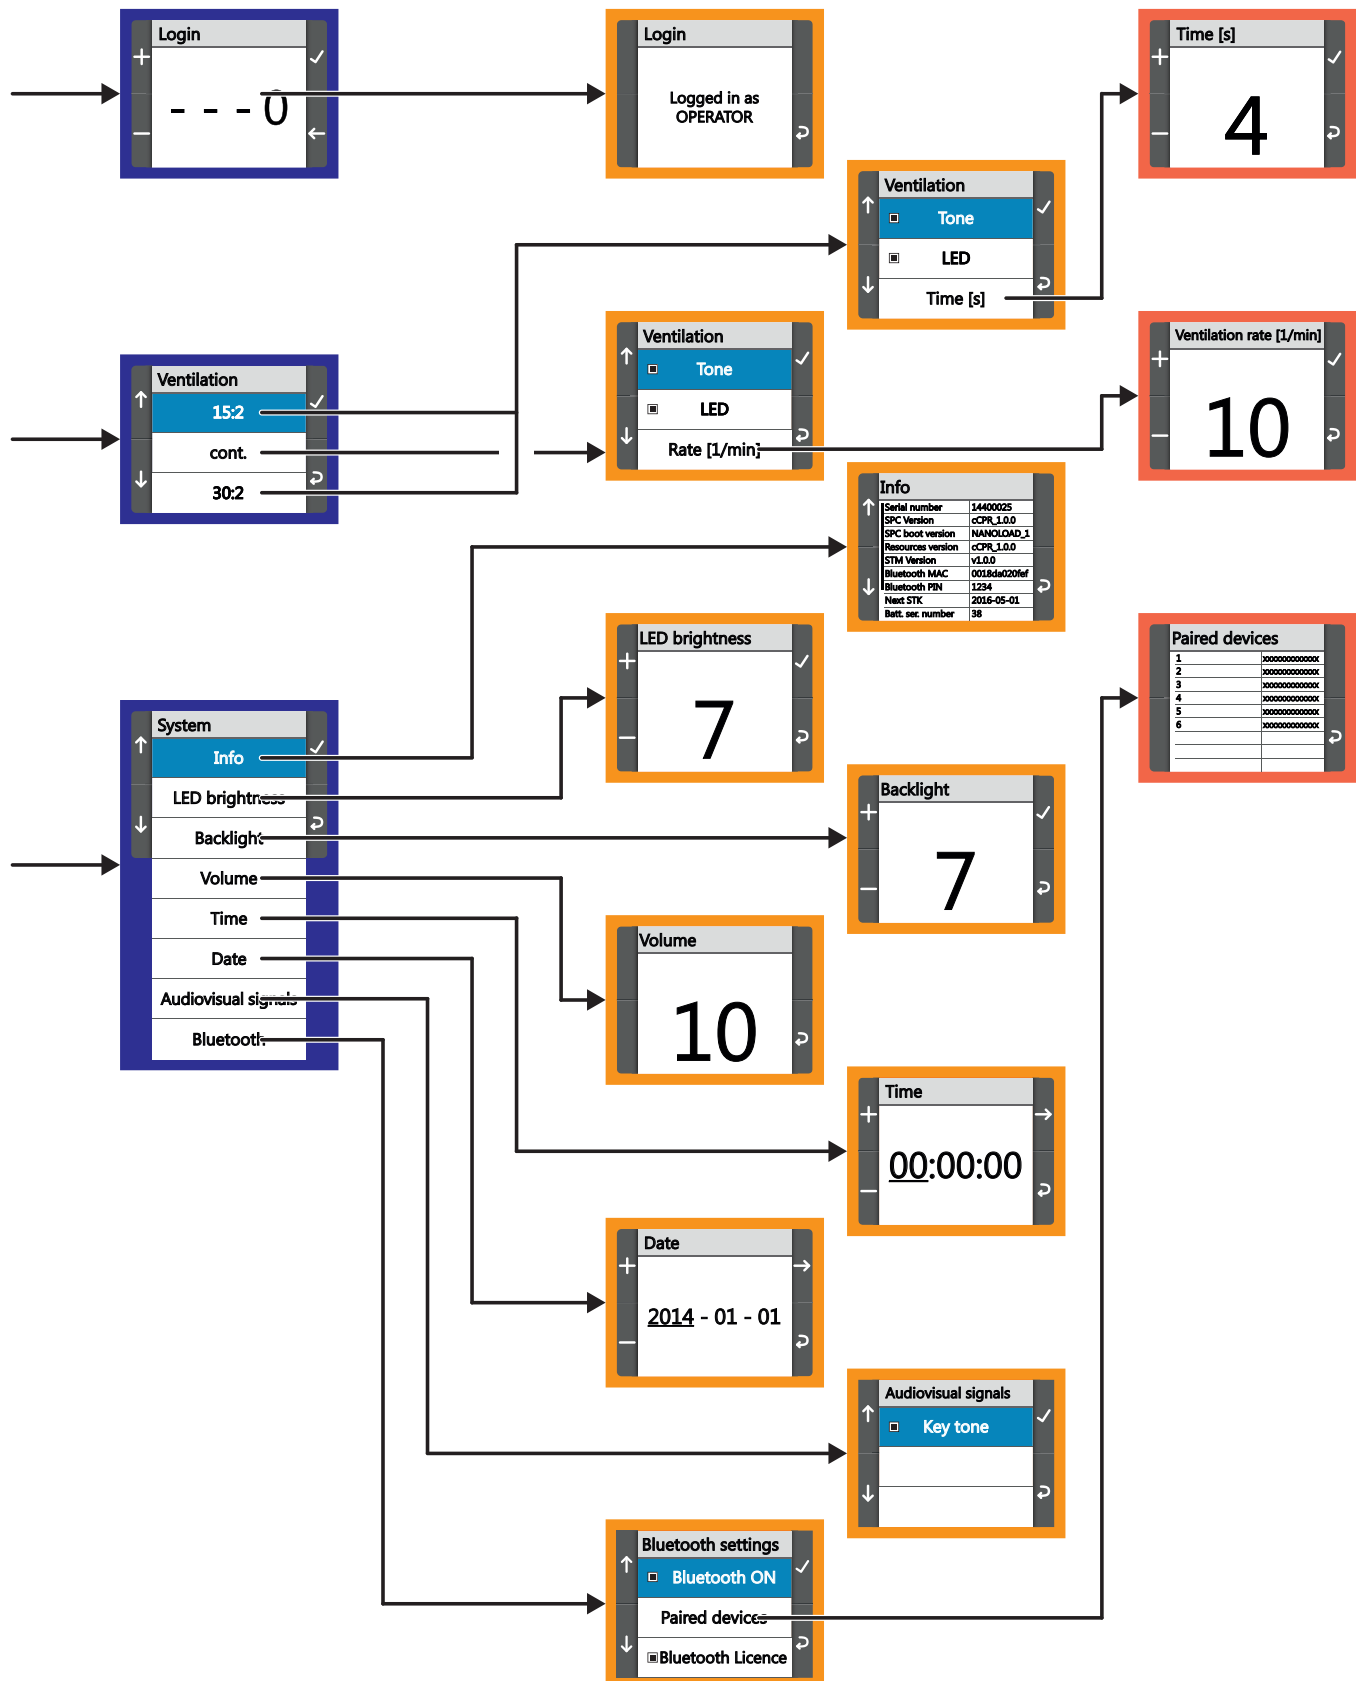 Login
- - - 0
Login
Logged in as
OPERATOR
Time [s]
4
Ventilation
Tone
LED
Time [s]
Ventilation
15:2
cont.
30:2
Ventilation
Tone
LED
Rate [1/min]
Ventilation rate [1/min]
10
Info
Serial number 14400025
SPC Version cCPR_1.0.0
SPC boot version NANOLOAD_1
Resources version cCPR_1.0.0
STM Version v1.0.0
Bluetooth MAC 0018da020fef
Bluetooth PIN 1234
Next STK 2016-05-01
Batt. ser. number 38
System
Info
LED brightness
Backlight
Volume
Time
Date
Audiovisual signals
Bluetooth
LED brightness
7
Paired devices
1 xxxxxxxxxxxx
2 xxxxxxxxxxxx
3 xxxxxxxxxxxx
4 xxxxxxxxxxxx
5 xxxxxxxxxxxx
6 xxxxxxxxxxxx
Backlight
7
Volume
10
Time
00:00:00
Date
2014 - 01 - 01
Audiovisual signals
Key tone
Bluetooth settings
Bluetooth ON
Paired devices
Bluetooth Licence